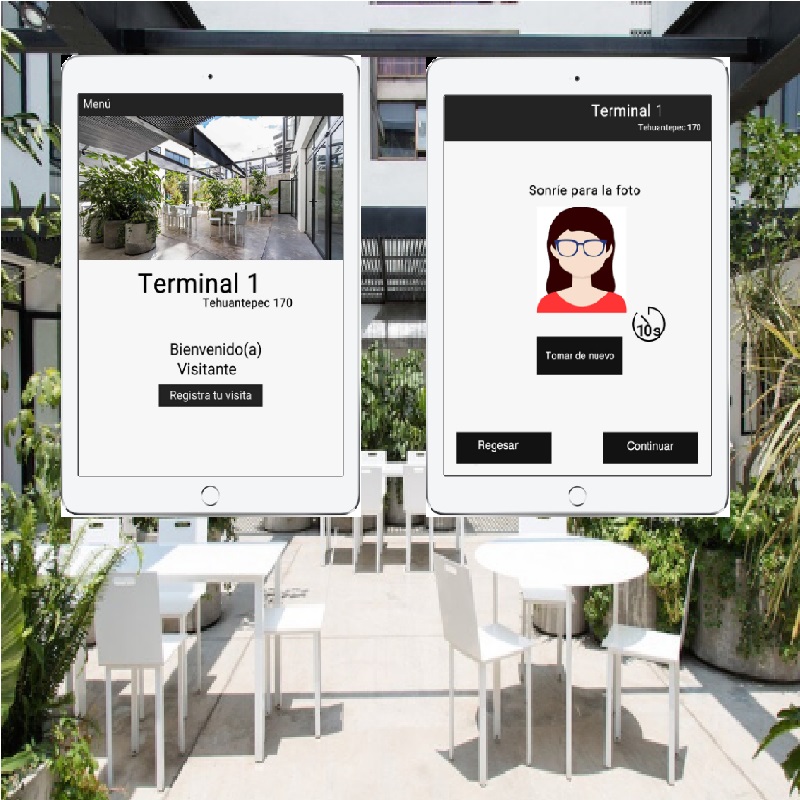 Menú
Terminal 1
Tehuantepec 170
Bienvenido(a)
Visitante
Registra tu visita
Terminal 1
Tehuantepec 170
Sonríe para la foto
10s
Tomar de nuevo
Regesar
Continuar